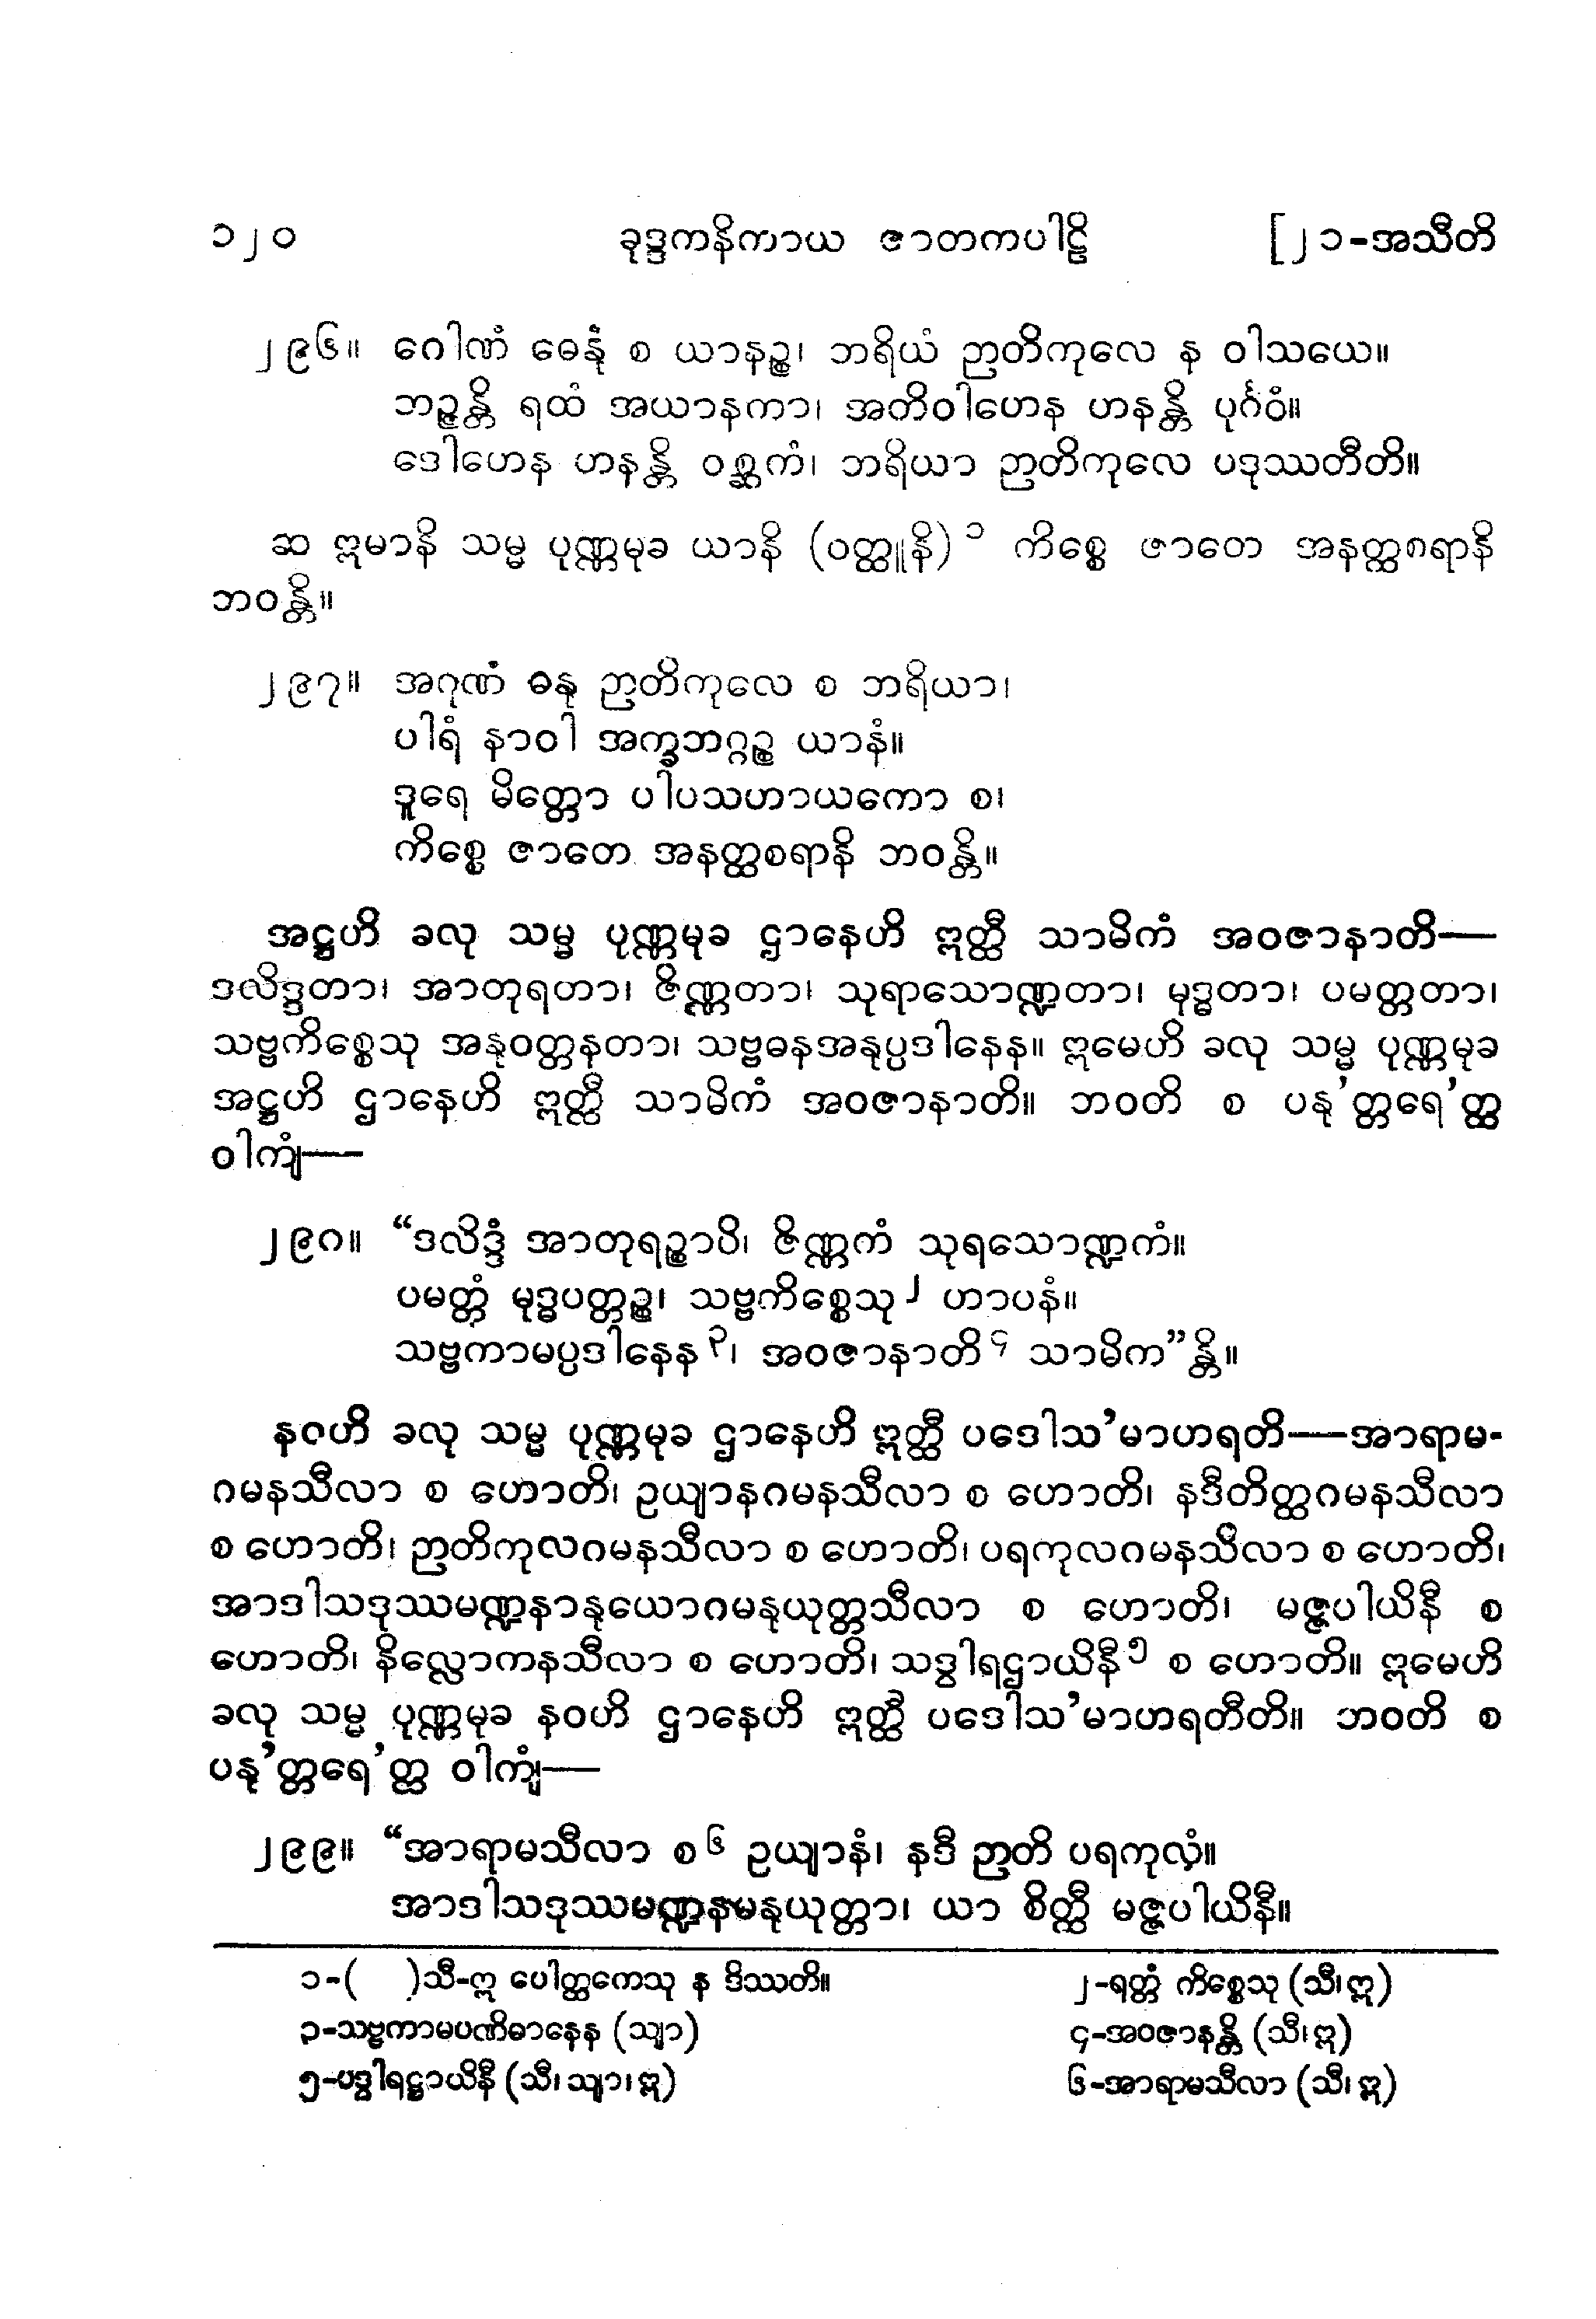 ၁၂၀ ခုဒ္ဒကနိကာယ ဇာတကပါဠိ [၂၁-အသီတိ
၂၉၆။ ဂေါဏံ ဓေနုံ စ ယာနဉ္စ၊ ဘရိယံ ဉာတိကုလေ န ဝါသယေ။
ဘဉ္ဇန္တိ ရထံ အယာနကာ၊ အတိဝါဟေန ဟနန္တိ ပုင်္ဂဝံ။
ဒေါဟေန ဟနန္တိ ဝစ္ဆကံ၊ ဘရိယာ ဉာတိကုလေ ပဒုဿတီတိ။
ဆ ဣမာနိ သမ္မ ပုဏ္ဏမုခ ယာနိ (ဝတ္ထူနိ) ၁ ကိစ္စေ ဇာတေ အနတ္ထစရာနိ
ဘဝန္တိ။
၂၉၇။ အဂုဏံ ဓနု ဉာတိကုလေ စ ဘရိယာ၊
ပါရံ နာဝါ အက္ခဘဂ္ဂဉ္စ ယာနံ။
ဒူရေ မိတ္တော ပါပသဟာယကော စ၊
ကိစ္စေ ဇာတေ အနတ္ထစရာနိ ဘဝန္တိ။
အဋ္ဌဟိ ခလု သမ္မ ပုဏ္ဏမုခ ဌာနေဟိ ဣတ္ထီ သာမိကံ အဝဇာနာတိ—
ဒလိဒ္ဒတာ၊ အာတုရတာ၊ ဇိဏ္ဏတာ၊ သုရာသောဏ္ဍတာ၊ မုဒ္ဓတာ၊ ပမတ္တတာ၊
သဗ္ဗကိစ္စေသု အနုဝတ္တနတာ၊ သဗ္ဗဓနအနုပ္ပဒါနေန။ ဣမေဟိ ခလု သမ္မ ပုဏ္ဏမုခ
အဋ္ဌဟိ ဌာနေဟိ ဣတ္ထီ သာမိကံ အဝဇာနာတိ။ ဘဝတိ စ ပနု’တ္တရေ’တ္ထ
ဝါကျံ—
၂၉၈။ “ဒလိဒ္ဒံ အာတုရဉ္စာပိ၊ ဇိဏ္ဏကံ သုရသောဏ္ဍကံ။
ပမတ္တံ မုဒ္ဓပတ္တဉ္စ၊ သဗ္ဗကိစ္စေသု ၂ ဟာပနံ။
သဗ္ဗကာမပ္ပဒါနေန ၃၊ အဝဇာနာတိ ၄ သာမိက”န္တိ။
နဝဟိ ခလု သမ္မ ပုဏ္ဏမုခ ဌာနေဟိ ဣတ္ထီ ပဒေါသ’မာဟရတိ—အာရာမ-
ဂမနသီလာ စ ဟောတိ၊ ဥယျာနဂမနသီလာ စ ဟောတိ၊ နဒီတိတ္ထဂမနသီလာ
စ ဟောတိ၊ ဉာတိကုလဂမနသီလာ စ ဟောတိ၊ ပရကုလဂမနသီလာ စ ဟောတိ၊
အာဒါသဒုဿမဏ္ဍနာနုယောဂမနုယုတ္တသီလာ စ ဟောတိ၊ မဇ္ဇပါယိနီ စ
ဟောတိ၊ နိလ္လောကနသီလာ စ ဟောတိ၊ သဒွါရဌာယိနီ ၅ စ ဟောတိ။ ဣမေဟိ
ခလု သမ္မ ပုဏ္ဏမုခ နဝဟိ ဌာနေဟိ ဣတ္ထီ ပဒေါသ’မာဟရတီတိ။ ဘဝတိ စ
ပနု’တ္တရေ’တ္ထ ဝါကျံ—
၂၉၉။ “အာရာမသီလာ စ ၆ ဥယျာနံ၊ နဒီ ဉာတိ ပရကုလံ။
အာဒါသဒုဿမဏ္ဍနမနုယုတ္တာ၊ ယာ စိတ္ထီ မဇ္ဇပါယိနီ။
၁-( )သီ-ဣ ပေါတ္ထကေသု န ဒိဿတိ။ ၂-ရတ္တံ ကိစ္စေသု (သီ၊ ဣ)
၃-သဗ္ဗကာမပဏိဓာနေန (သျာ) ၄-အဝဇာနန္တိ (သီ၊ ဣ)
၅-ပဒွါရဋ္ဌာယိနီ (သီ၊ သျာ၊ ဣ) ၆-အာရာမသီလာ (သီ၊ ဣ)